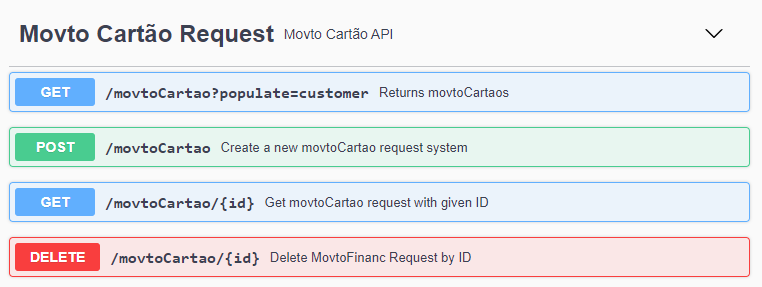 Movto Cartão Request Movto Cartão API
GET /movtoCartao?populate=customer Returns movtoCartaos
POST /movtoCartao Create a new movtoCartao request system
GET /movtoCartao/{id} Get movtoCartao request with given ID
DELETE /movtoCartao/{id} Delete MovtoFinanc Request by ID